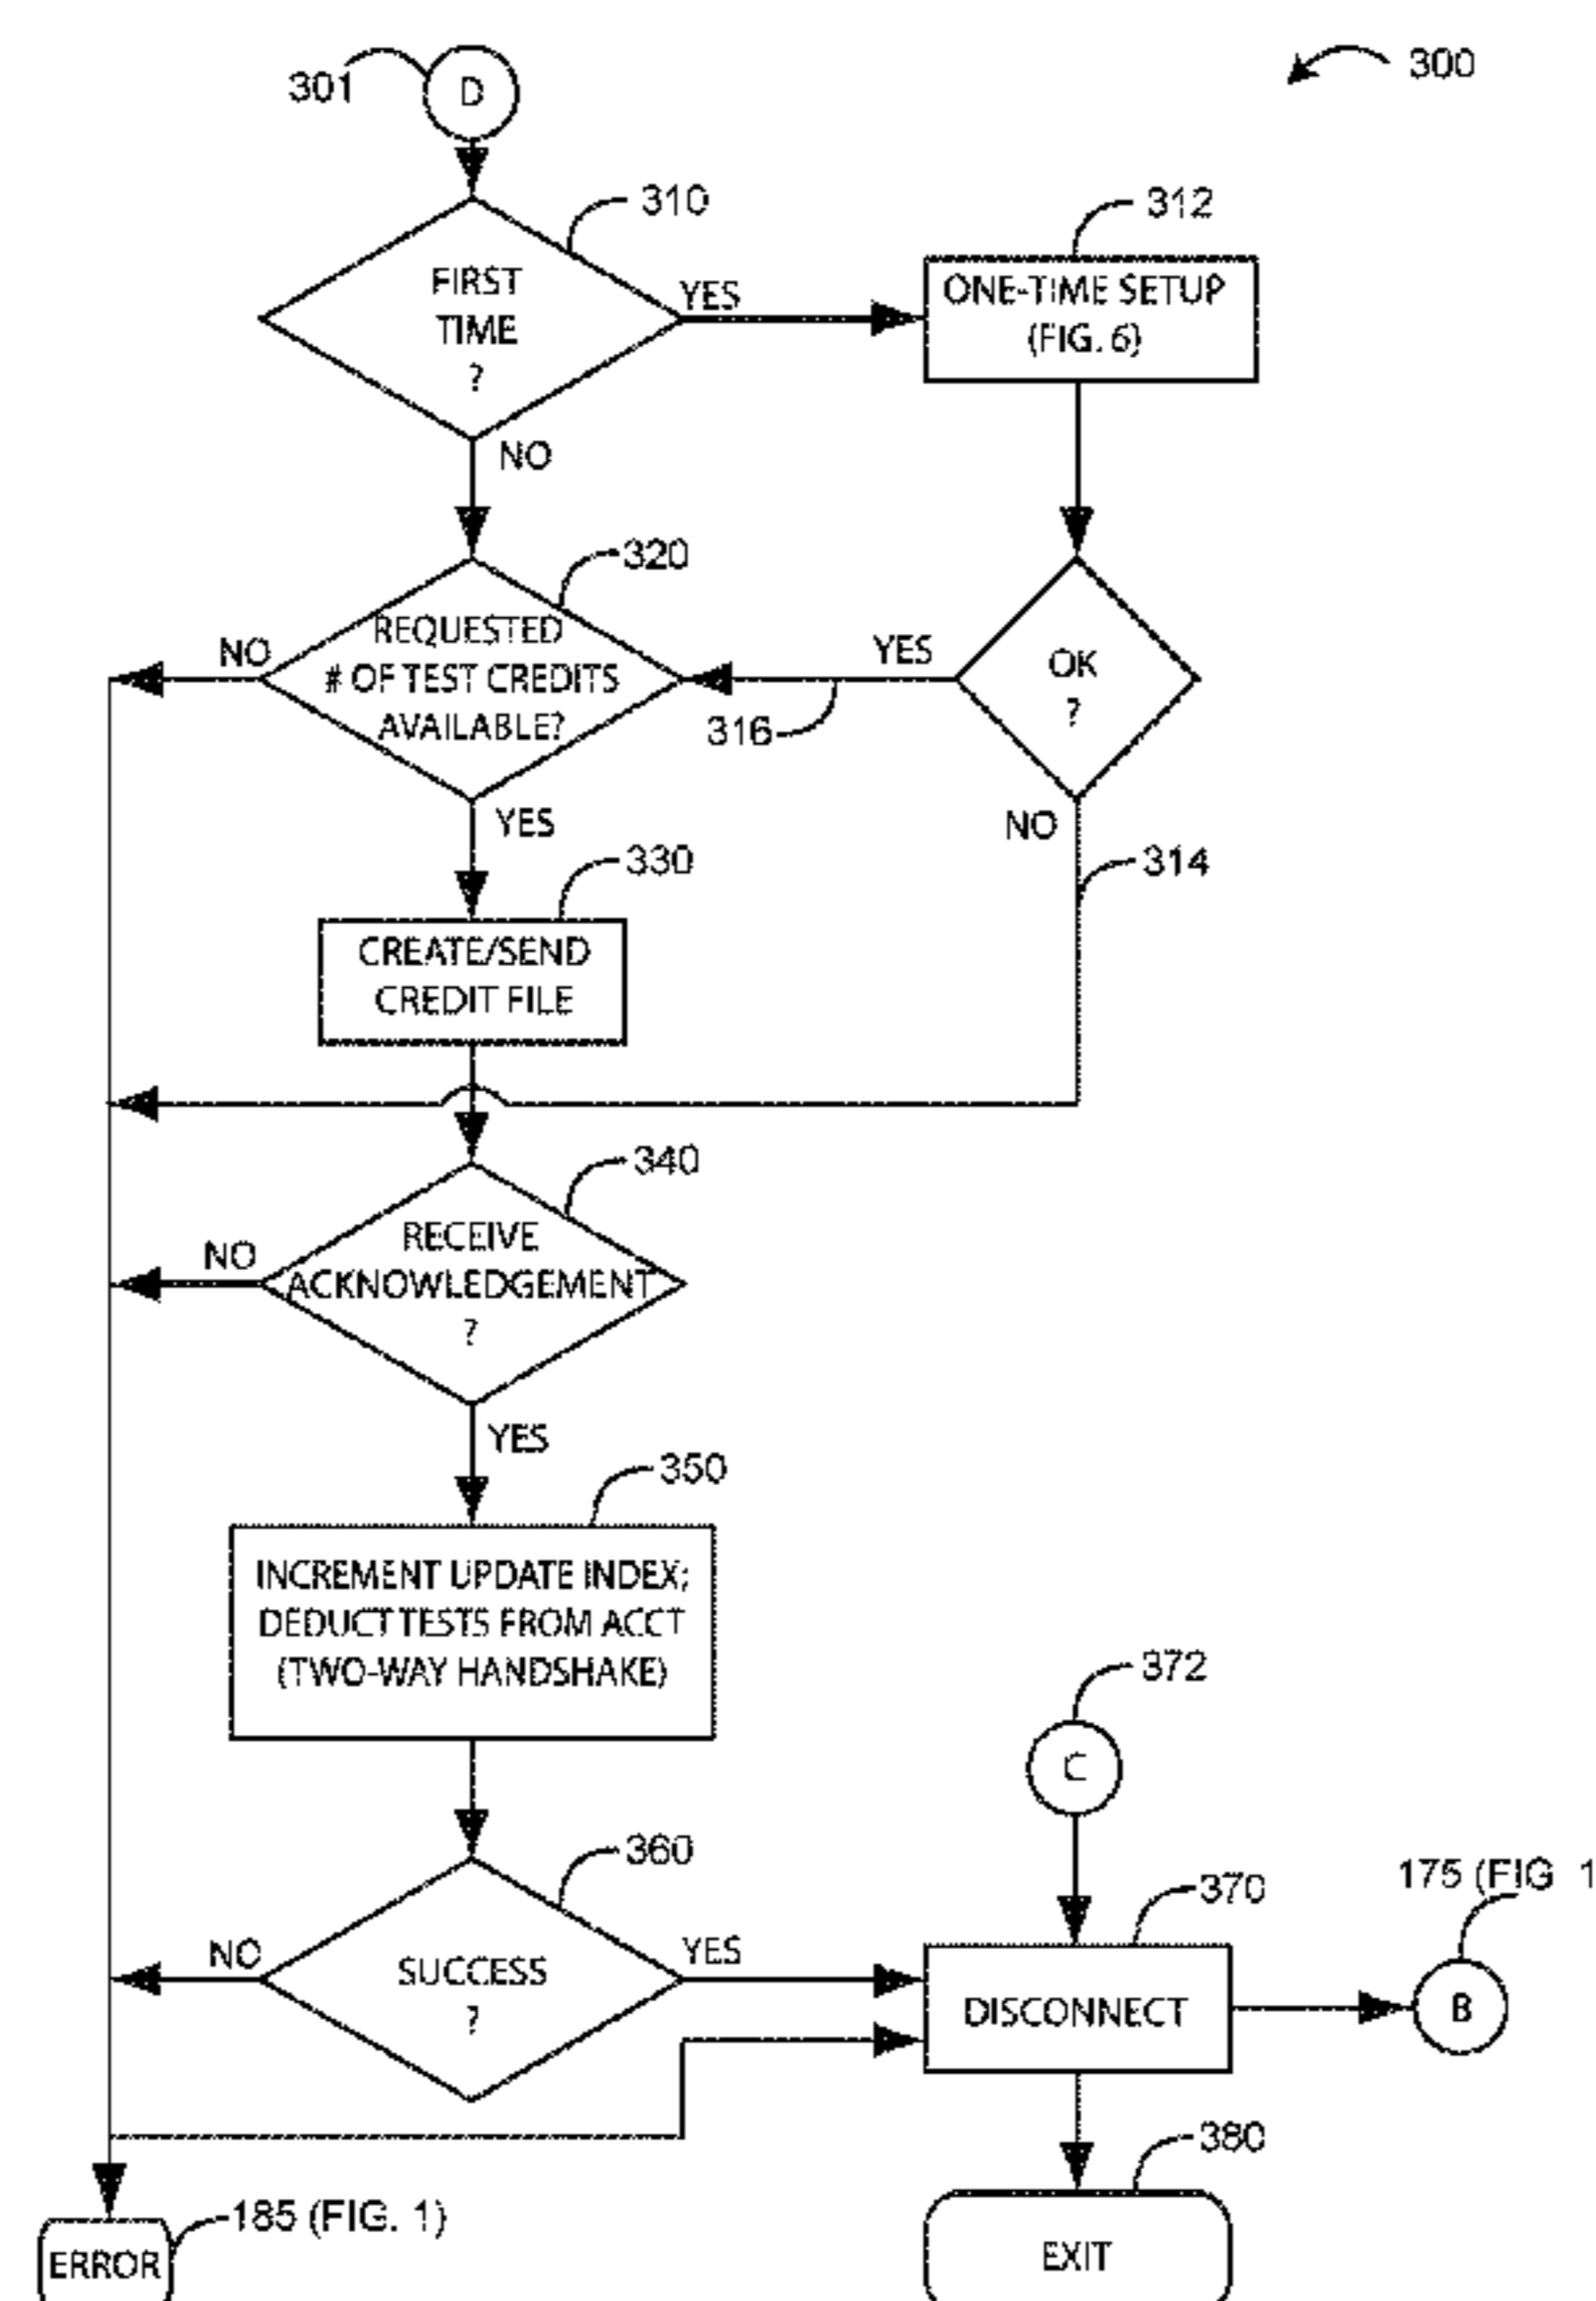 301
D
300
310
FIRST
TIME
?
YES
312
ONE-TIME SETUP
(FIG. 6)
NO
320
REQUESTED
# OF TEST CREDITS
AVAILABLE?
NO
YES
316
OK
?
YES
NO
314
330
CREATE/SEND
CREDIT FILE
340
RECEIVE
ACKNOWLEDGEMENT
?
NO
YES
350
INCREMENT UPDATE INDEX;
DEDUCT TESTS FROM ACCT
(TWO-WAY HANDSHAKE)
372
C
360
SUCCESS
?
NO
YES
370
DISCONNECT
175 (FIG 1
B
380
EXIT
185 (FIG. 1)
ERROR